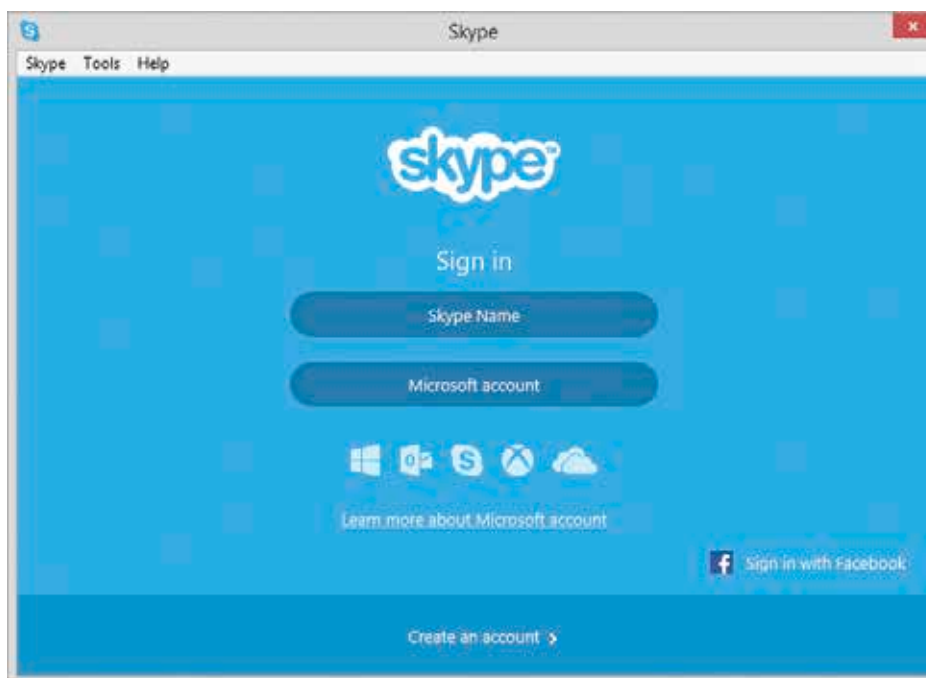 Skype
Skype Tools Help
skype™
Sign in
Skype Name
Microsoft account
Learn more about Microsoft account
Sign in with Facebook
Create an account >